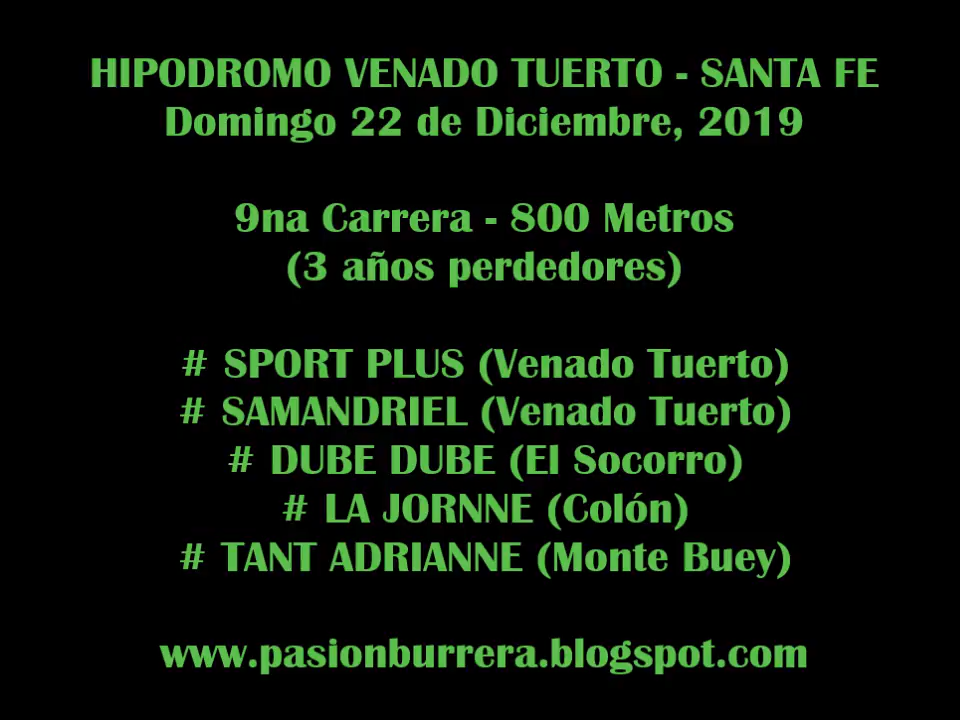 HIPODROMO VENADO TUERTO - SANTA FE
Domingo 22 de Diciembre, 2019
9na Carrera - 800 Metros
(3 años perdedores)
# SPORT PLUS (Venado Tuerto)
# SAMANDRIEL (Venado Tuerto)
# DUBE DUBE (El Socorro)
# LA JORNNE (Colón)
# TANT ADRIANNE (Monte Buey)
www.pasionburrera.blogspot.com